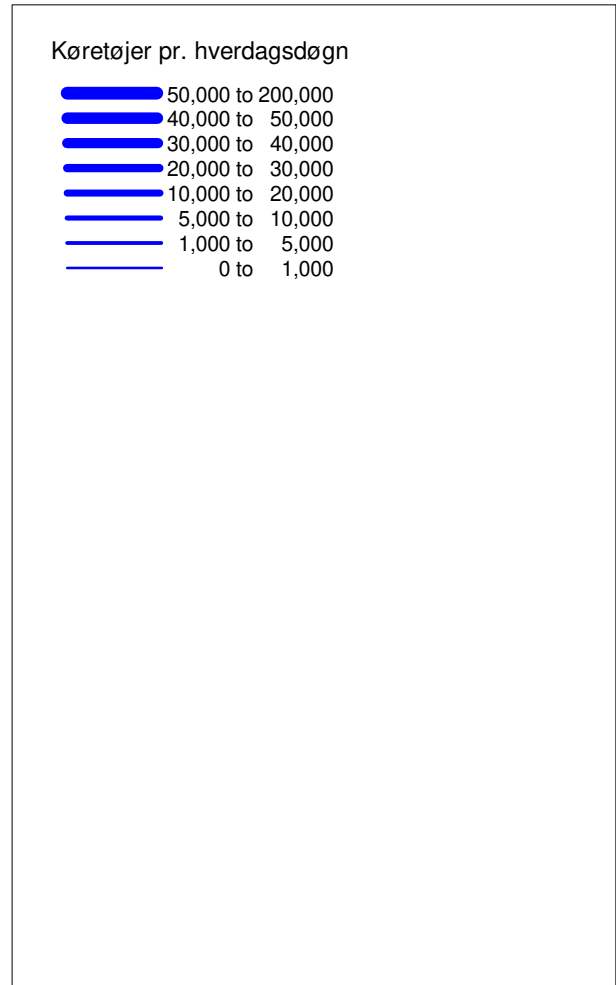 Køretøjer pr. hverdagsdøgn
50,000 to 200,000
40,000 to 50,000
30,000 to 40,000
20,000 to 30,000
10,000 to 20,000
5,000 to 10,000
1,000 to 5,000
0 to 1,000